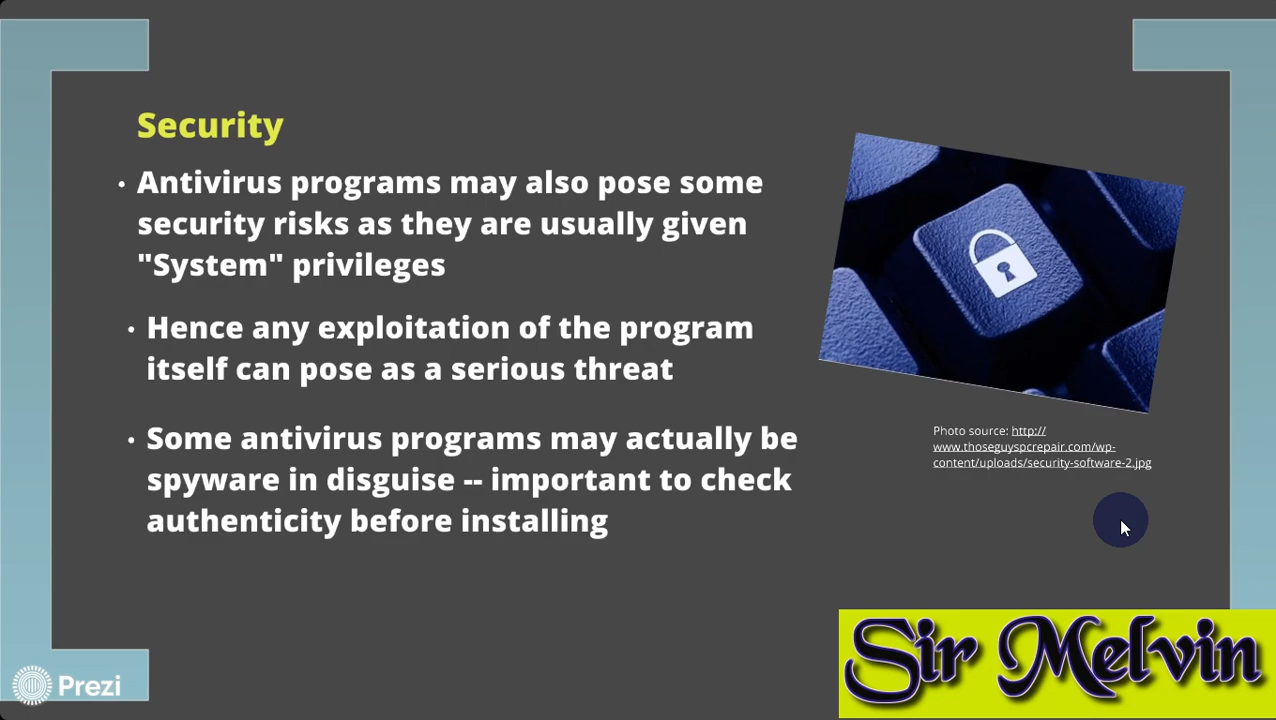 Security
• Antivirus programs may also pose some
security risks as they are usually given
"System" privileges
• Hence any exploitation of the program
itself can pose as a serious threat
• Some antivirus programs may actually be
spyware in disguise -- important to check
authenticity before installing
Photo source: http://
www.thoseguyspcrepair.com/wp-
content/uploads/security-software-2.jpg
Sir Melvin
Prezi